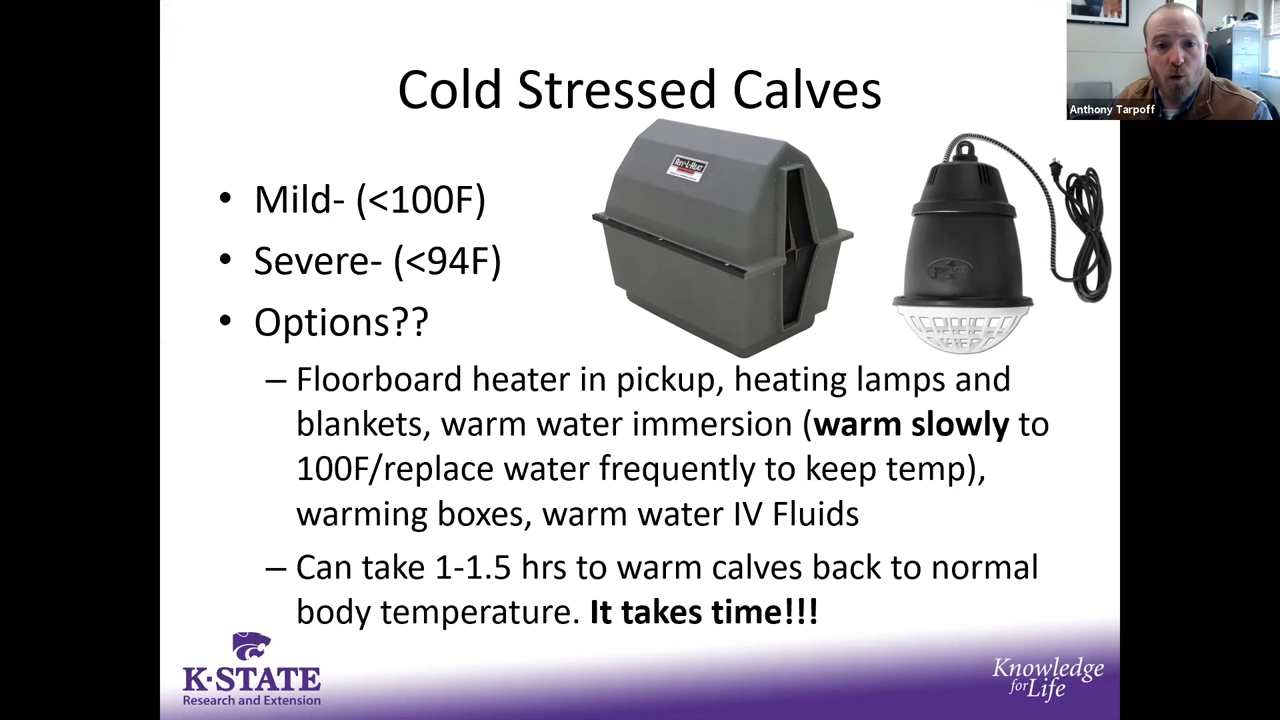 Cold Stressed Calves
Anthony Tarpoff
• Mild- (<100F)
• Severe- (<94F)
• Options??
– Floorboard heater in pickup, heating lamps and
blankets, warm water immersion (warm slowly to
100F/replace water frequently to keep temp),
warming boxes, warm water IV Fluids
– Can take 1-1.5 hrs to warm calves back to normal
body temperature. It takes time!!!
K-STATE
Research and Extension
Knowledge
for Life